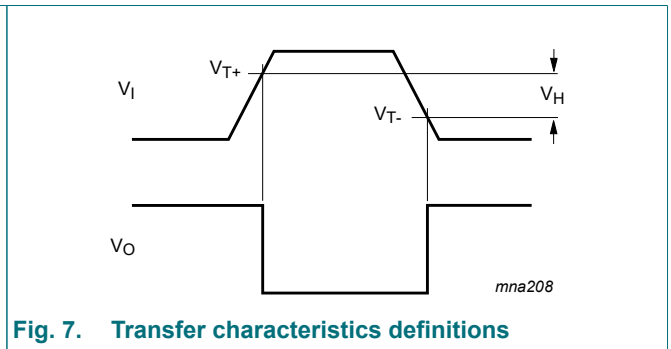 VT+
VI
VH
VT-
VO
mna208
Fig. 7. Transfer characteristics definitions